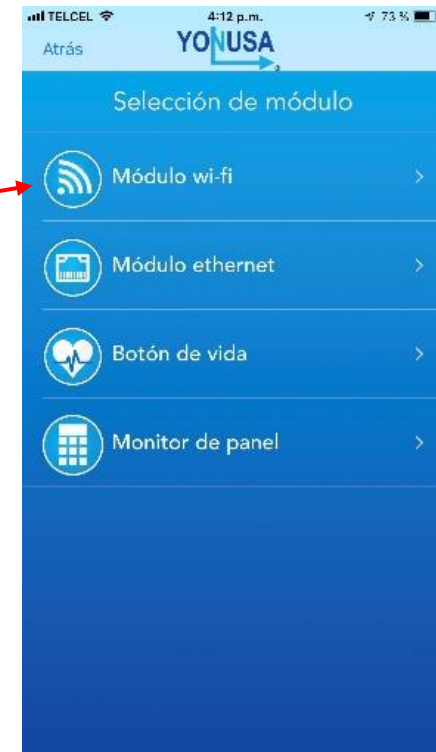 TELCEL 4:12 p.m. 73 %
Atrás YONUSA
Selección de módulo
Módulo wi-fi
Módulo ethernet
Botón de vida
Monitor de panel